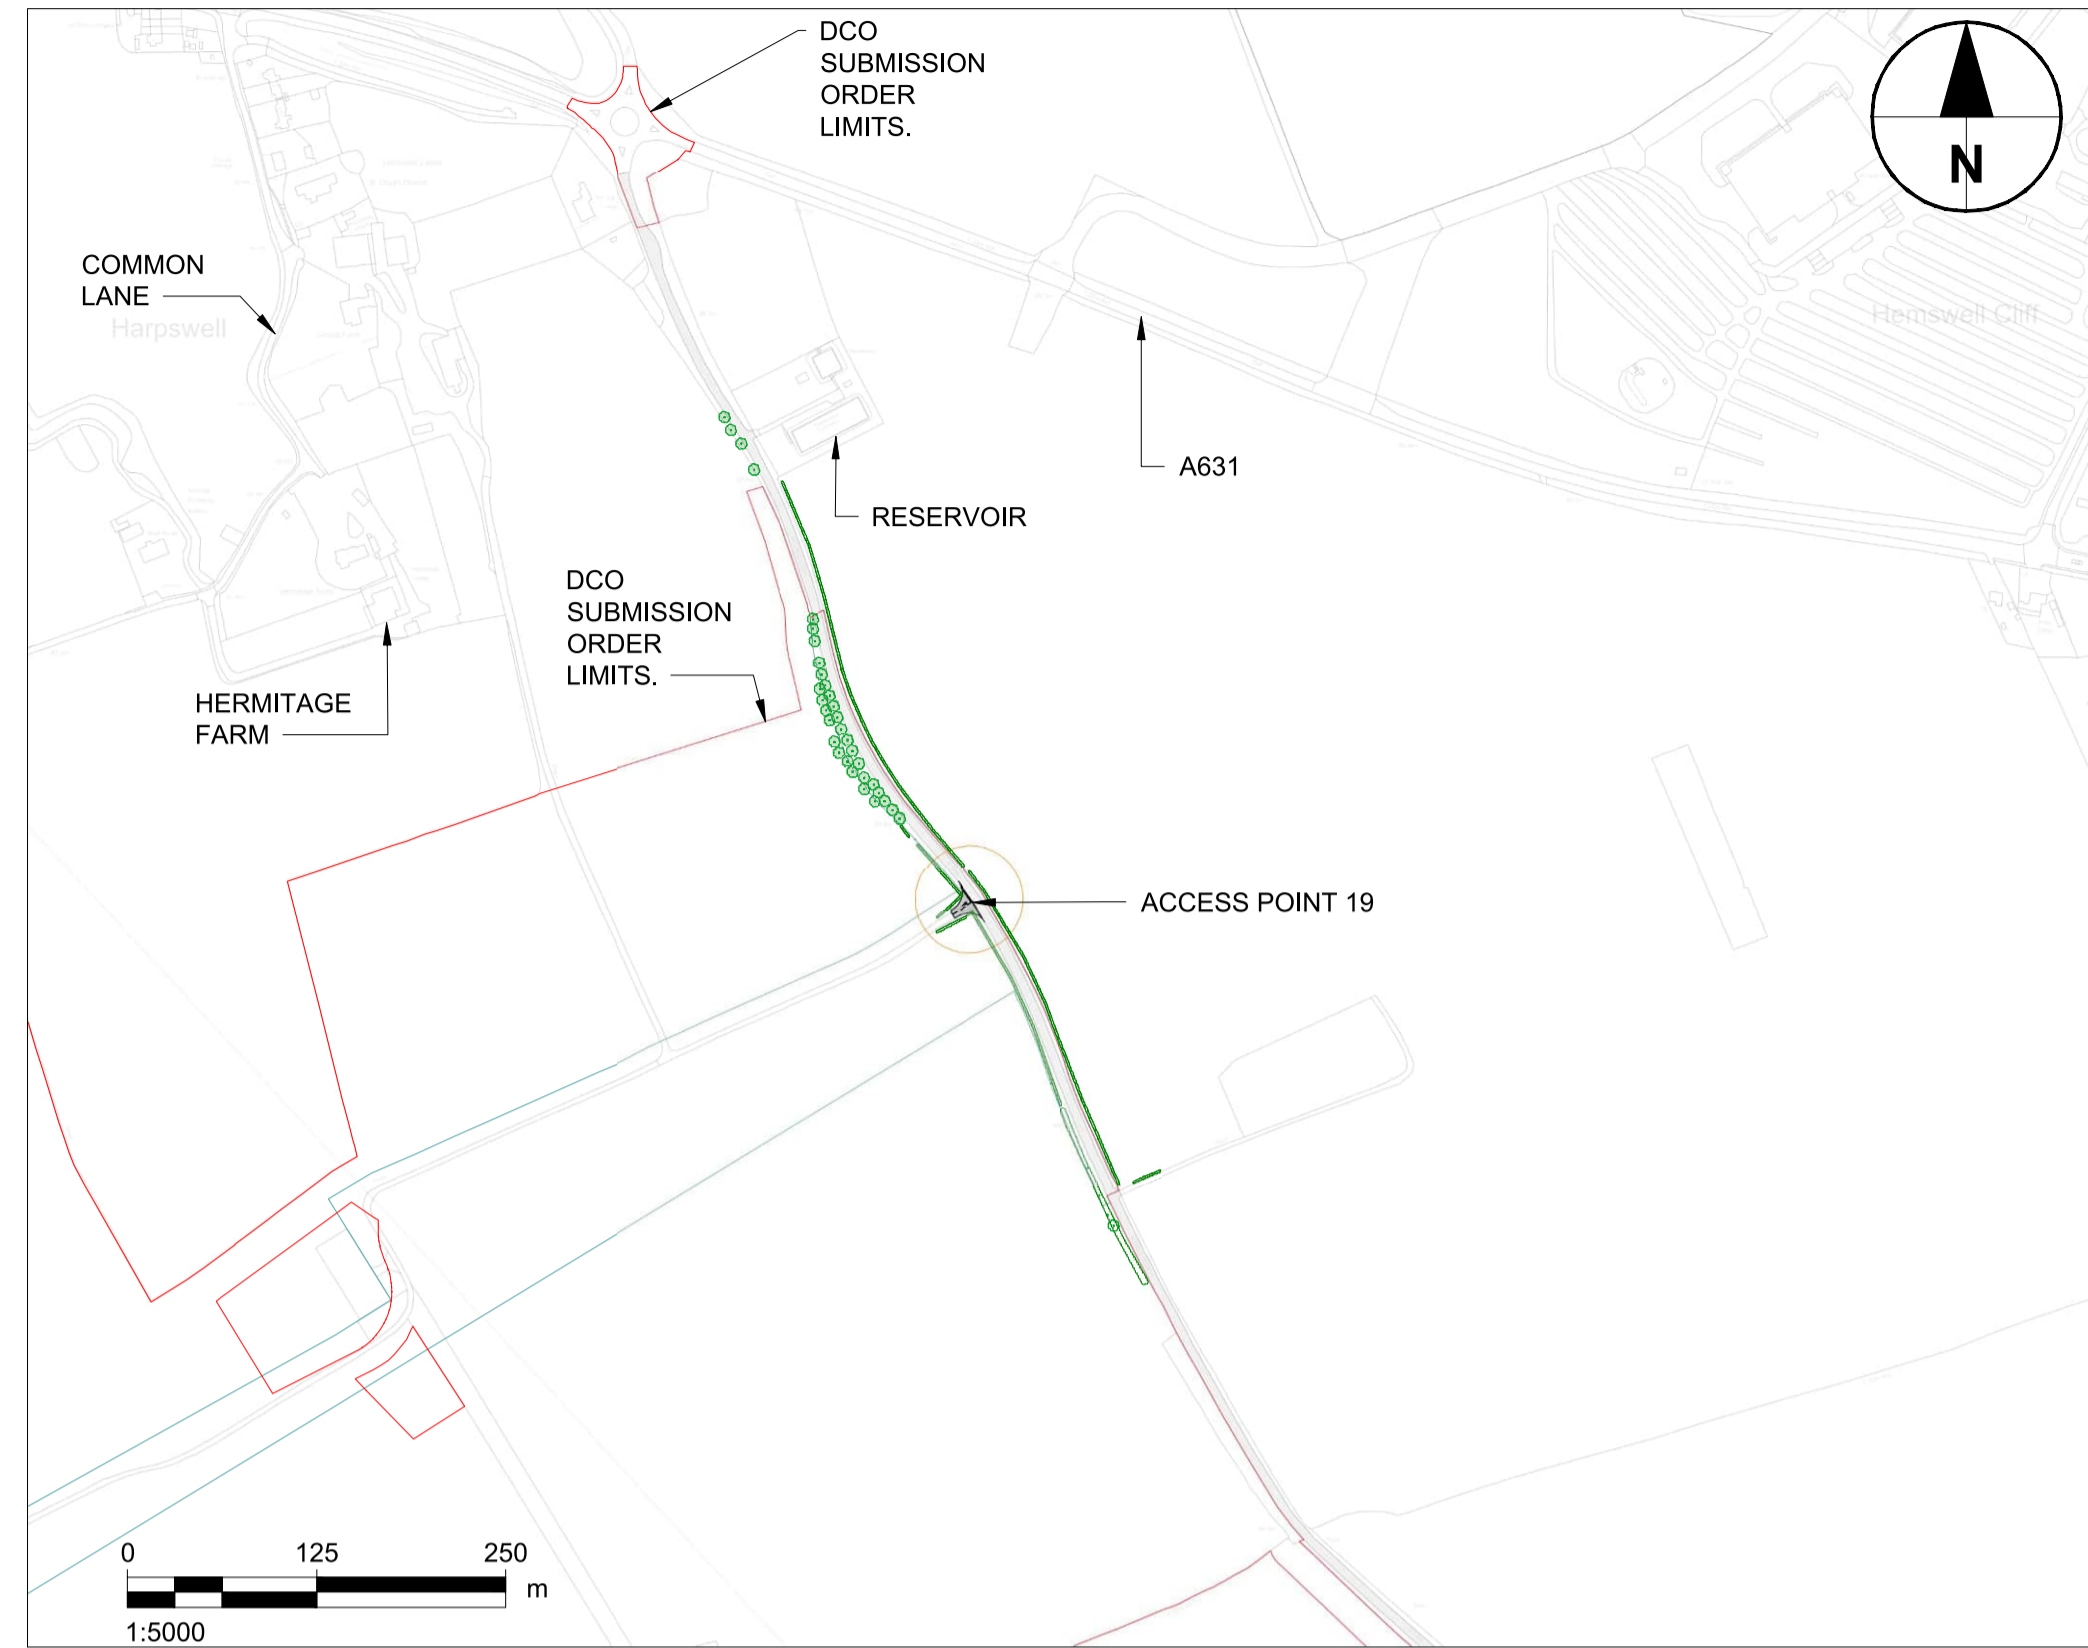 DCO
SUBMISSION
ORDER
LIMITS.
N
COMMON
LANE
Harpswell
Hemswell Cliff
A631
RESERVOIR
DCO
SUBMISSION
ORDER
LIMITS.
HERMITAGE
FARM
ACCESS POINT 19
0 125 250
m
1:5000